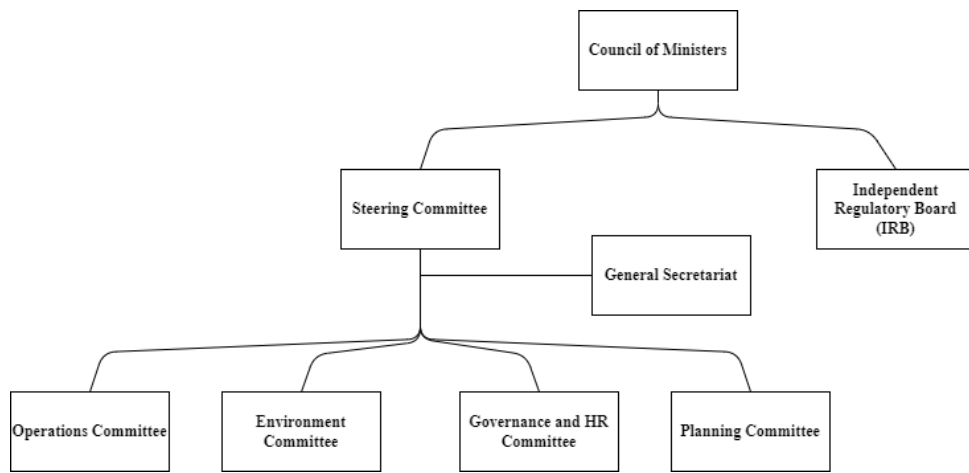 Council of Ministers
Steering Committee
Independent
Regulatory Board
(IRB)
General Secretariat
Operations Committee
Environment
Committee
Governance and HR
Committee
Planning Committee